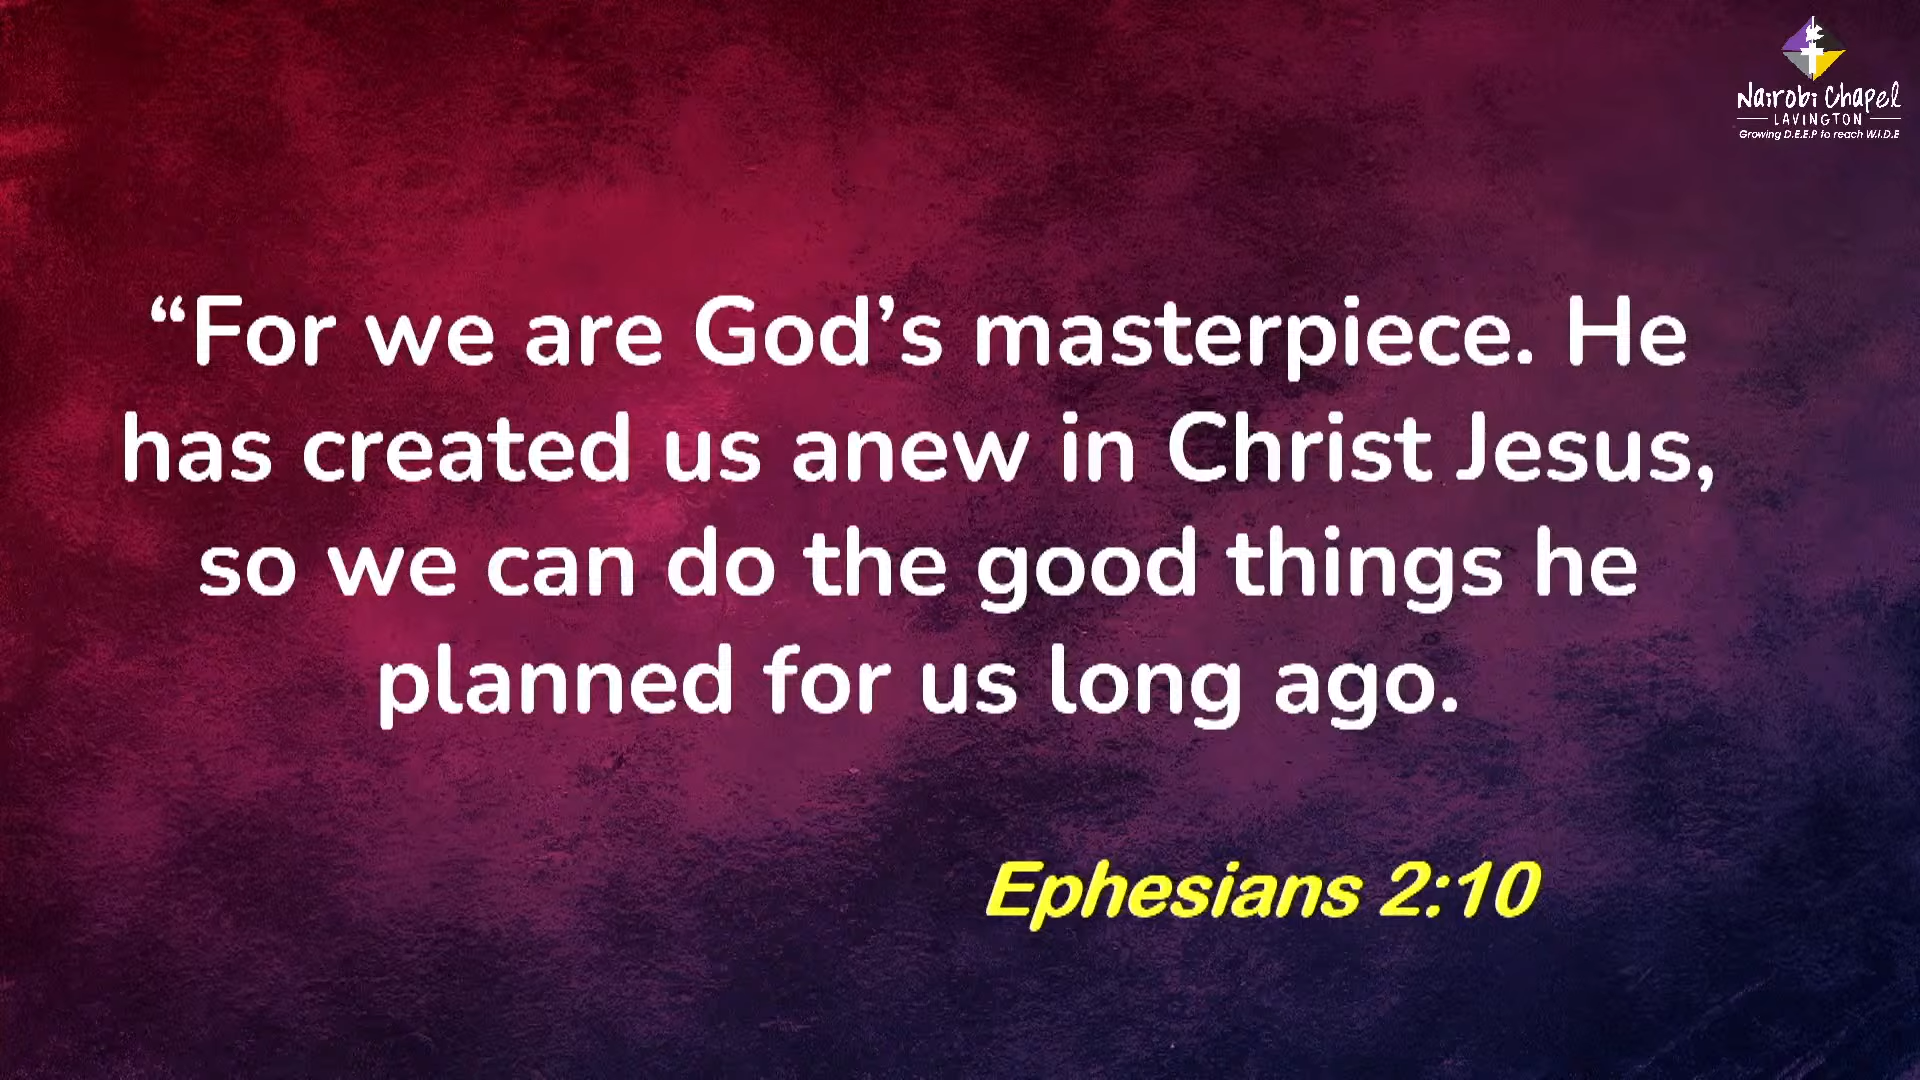 Nairobi Chapel
LAVINGTON
Growing D.E.E.P to reach W.I.D.E
“For we are God’s masterpiece. He
has created us anew in Christ Jesus,
so we can do the good things he
planned for us long ago.
Ephesians 2:10